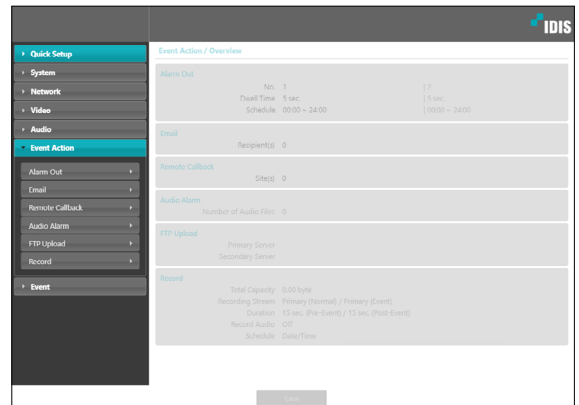 IDIS
Quick Setup
System
Network
Video
Audio
Event Action
Alarm Out
Email
Remote Callback
Audio Alarm
FTP Upload
Record
Event
Event Action / Overview
Alarm Out
No. 1 | 2
Dwell Time 5 sec. | 5 sec.
Schedule 00:00 ~ 24:00 | 00:00 ~ 24:00
Email
Recipient(s) 0
Remote Callback
Site(s) 0
Audio Alarm
Number of Audio Files 0
FTP Upload
Primary Server
Secondary Server
Record
Total Capacity 0.00 byte
Recording Stream Primary (Normal) / Primary (Event)
Duration 15 sec. (Pre-Event) / 15 sec. (Post-Event)
Record Audio Off
Schedule Date/Time
Save